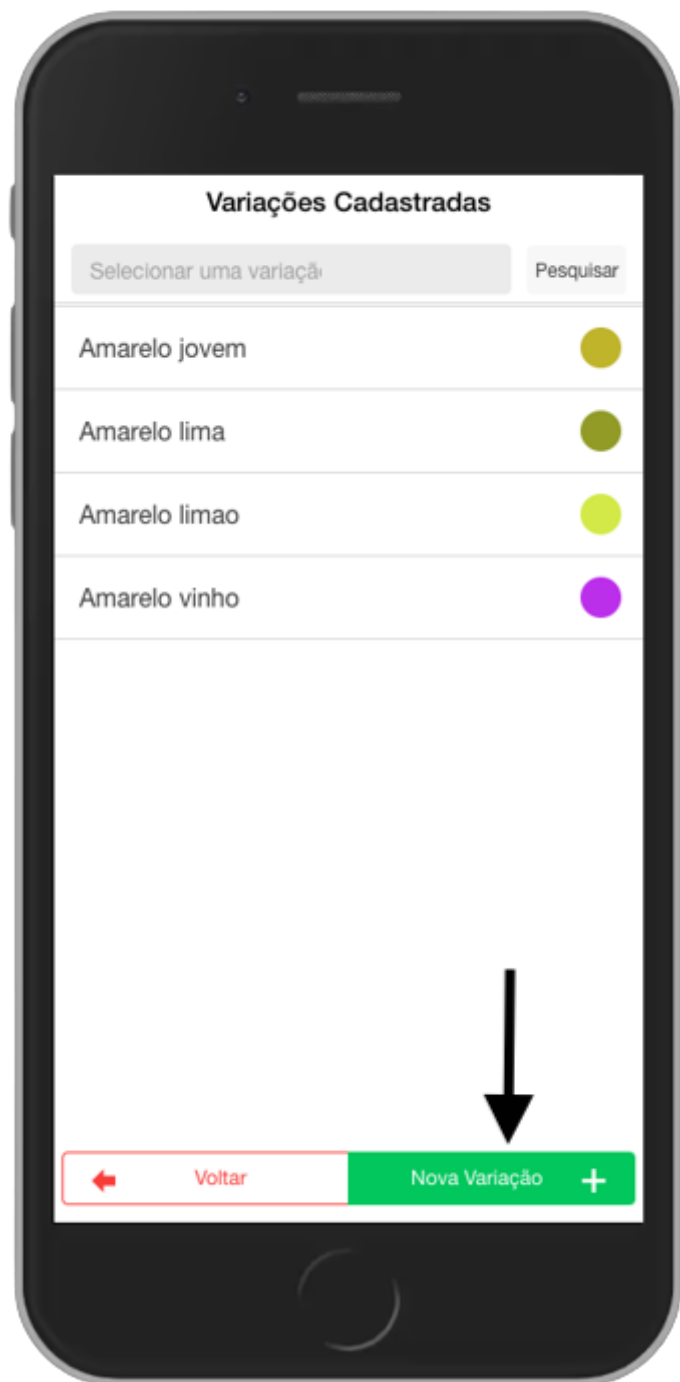 Variações Cadastradas
Selecionar uma variaçã
Pesquisar
Amarelo jovem
Amarelo lima
Amarelo limao
Amarelo vinho
Voltar
Nova Variação +